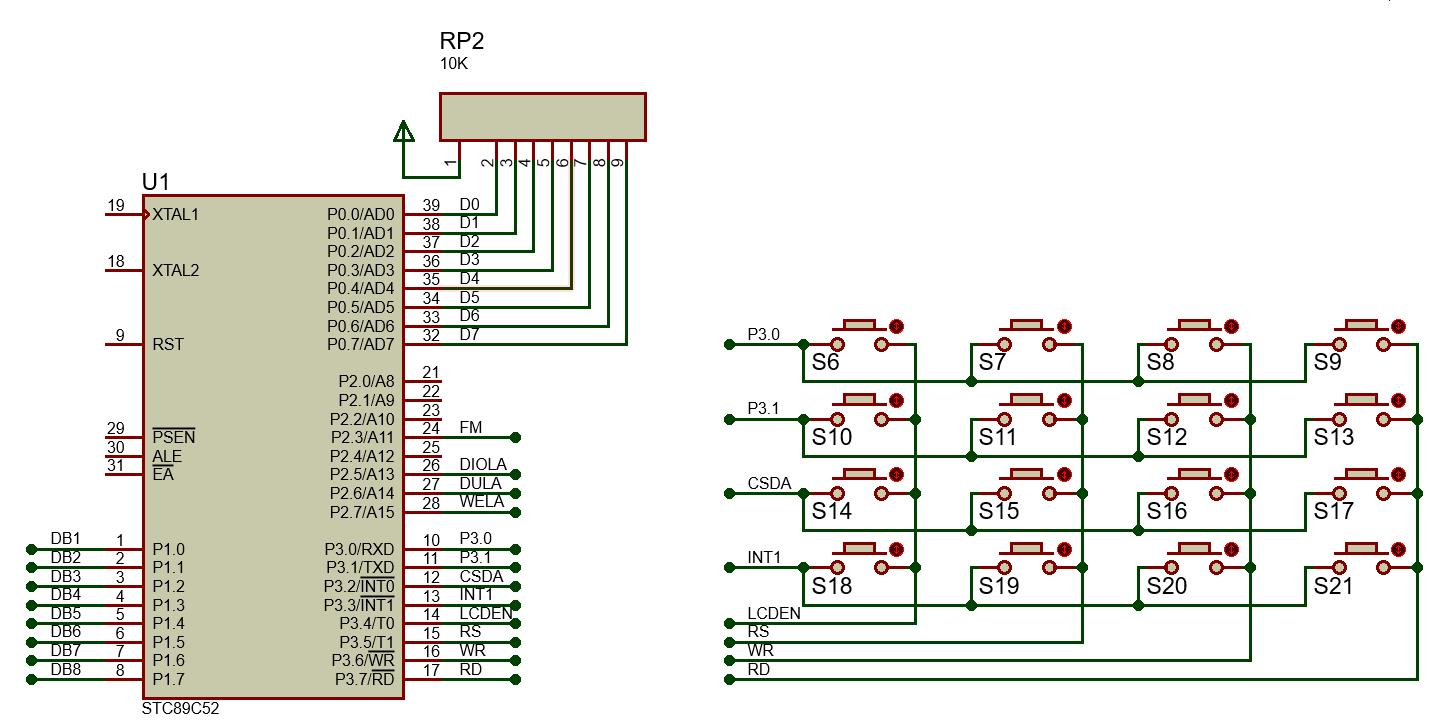 RP2
10K
1 2 3 4 5 6 7 8 9
U1
19 XTAL1 P0.0/AD0 39 D0
P0.1/AD1 38 D1
P0.2/AD2 37 D2
18 XTAL2 P0.3/AD3 36 D3
P0.4/AD4 35 D4
P0.5/AD5 34 D5
P0.6/AD6 33 D6
9 RST P0.7/AD7 32 D7
P2.0/A8 21
P2.1/A9 22
P2.2/A10 23
29 PSEN P2.3/A11 24 FM
30 ALE P2.4/A12 25
31 EA P2.5/A13 26 DIOLA
P2.6/A14 27 DULA
P2.7/A15 28 WELA
DB1 1 P1.0 P3.0/RXD 10 P3.0
DB2 2 P1.1 P3.1/TXD 11 P3.1
DB3 3 P1.2 P3.2/INT0 12 CSDA
DB4 4 P1.3 P3.3/INT1 13 INT1
DB5 5 P1.4 P3.4/T0 14 LCDEN
DB6 6 P1.5 P3.5/T1 15 RS
DB7 7 P1.6 P3.6/WR 16 WR
DB8 8 P1.7 P3.7/RD 17 RD
STC89C52
P3.0
S6 S7 S8 S9
P3.1
S10 S11 S12 S13
CSDA
S14 S15 S16 S17
INT1
S18 S19 S20 S21
LCDEN
RS
WR
RD